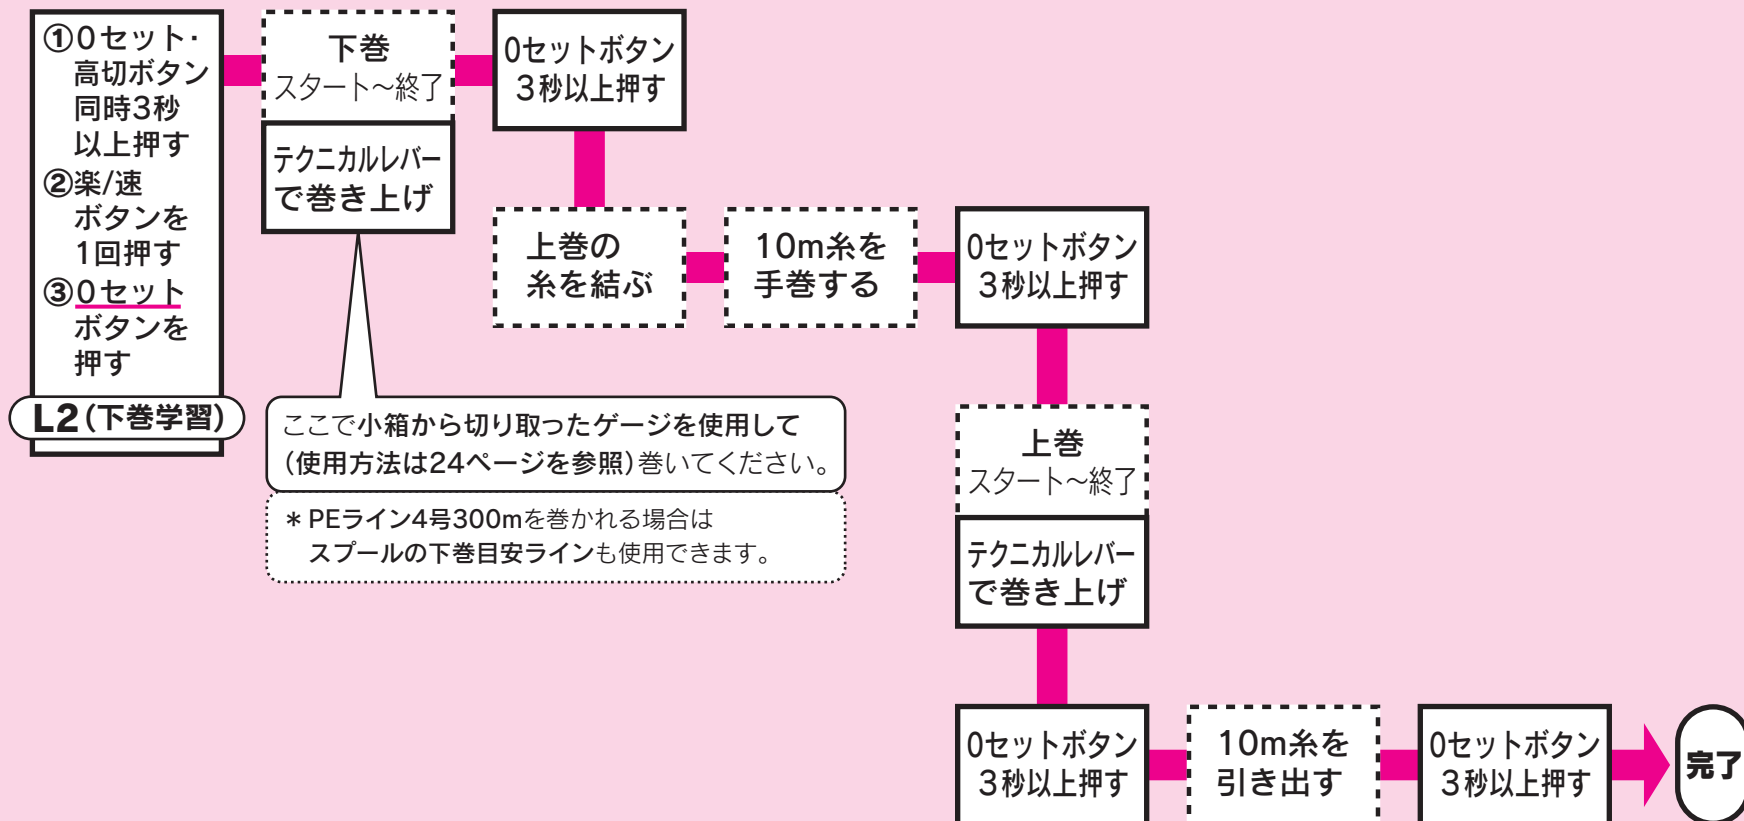 ①0セット・
高切ボタン
同時3秒
以上押す
②楽/速
ボタンを
1回押す
③0セット
ボタンを
押す
L2(下巻学習)
下巻
スタート～終了
テクニカルレバー
で巻き上げ
0セットボタン
3秒以上押す
ここで小箱から切り取ったゲージを使用して
(使用方法は24ページを参照)巻いてください。
＊PEライン4号300mを巻かれる場合は
スプールの下巻目安ラインも使用できます。
上巻の
糸を結ぶ
10m糸を
手巻する
0セットボタン
3秒以上押す
上巻
スタート～終了
テクニカルレバー
で巻き上げ
0セットボタン
3秒以上押す
10m糸を
引き出す
0セットボタン
3秒以上押す
完了